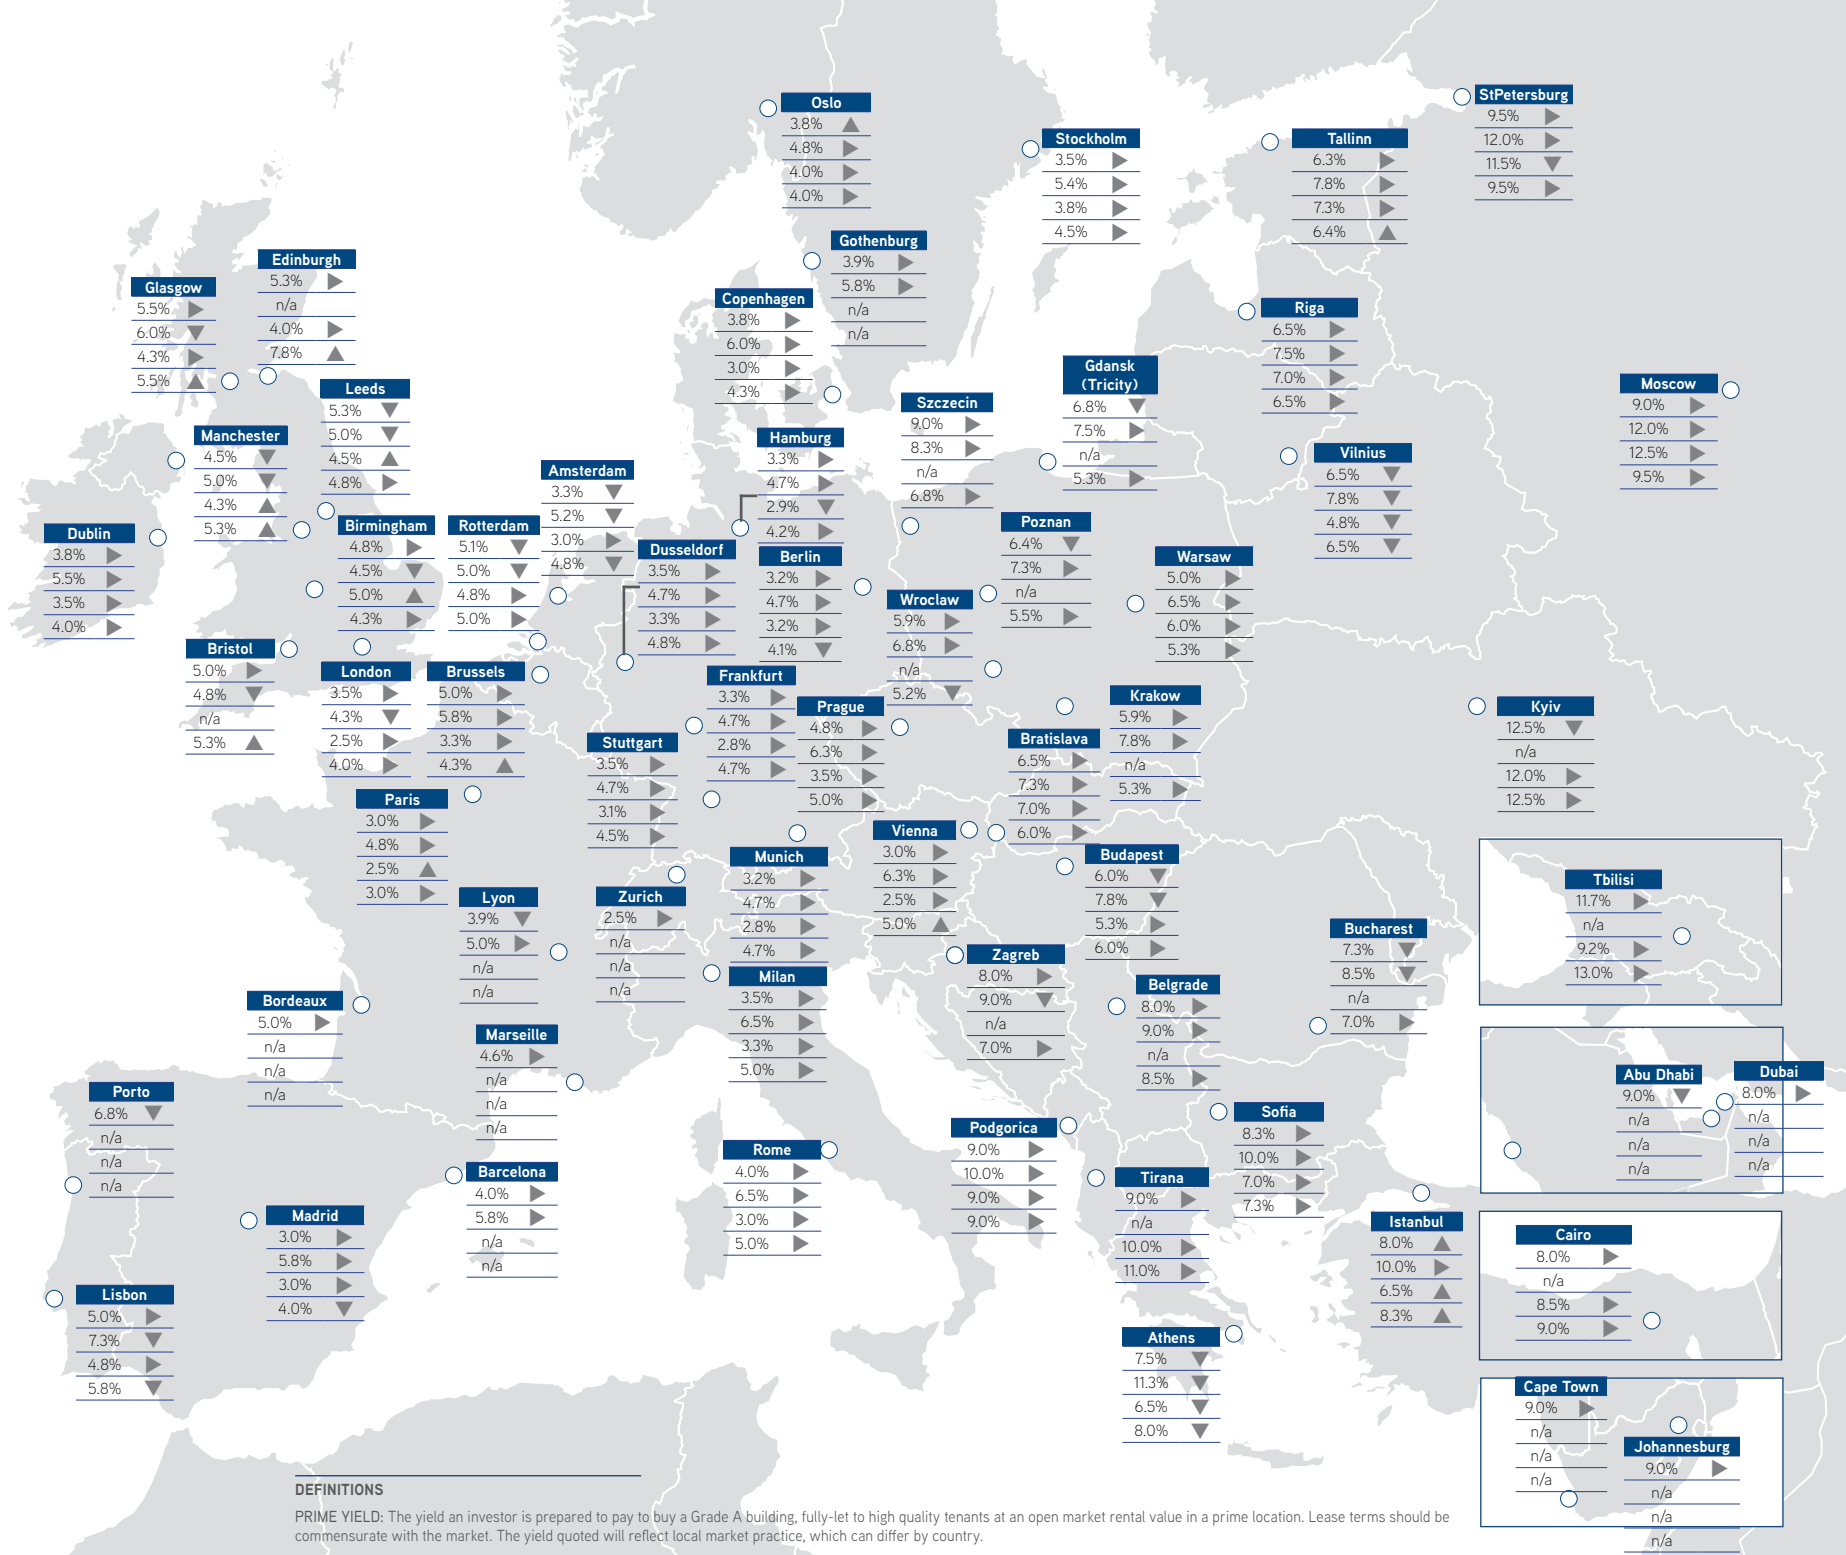 Oslo
3.8%
4.8%
4.0%
4.0%
StPetersburg
9.5%
12.0%
11.5%
9.5%
Stockholm
3.5%
5.4%
3.8%
4.5%
Tallinn
6.3%
7.8%
7.3%
6.4%
Gothenburg
3.9%
5.8%
n/a
n/a
Edinburgh
5.3%
n/a
4.0%
7.8%
Glasgow
5.5%
6.0%
4.3%
5.5%
Copenhagen
3.8%
6.0%
3.0%
4.3%
Riga
6.5%
7.5%
7.0%
6.5%
Gdansk
(Tricity)
6.8%
7.5%
n/a
5.3%
Moscow
9.0%
12.0%
12.5%
9.5%
Leeds
5.3%
5.0%
4.5%
4.8%
Szczecin
9.0%
8.3%
n/a
6.8%
Manchester
4.5%
5.0%
4.3%
5.3%
Hamburg
3.3%
4.7%
2.9%
4.2%
Vilnius
6.5%
7.8%
4.8%
6.5%
Amsterdam
3.3%
5.2%
3.0%
4.8%
Dublin
3.8%
5.5%
3.5%
4.0%
Birmingham
4.8%
4.5%
5.0%
4.3%
Rotterdam
5.1%
5.0%
4.8%
5.0%
Dusseldorf
3.5%
4.7%
3.3%
4.8%
Berlin
3.2%
4.7%
3.2%
4.1%
Poznan
6.4%
7.3%
n/a
5.5%
Warsaw
5.0%
6.5%
6.0%
5.3%
Wroclaw
5.9%
6.8%
n/a
5.2%
Bristol
5.0%
4.8%
n/a
5.3%
London
3.5%
4.3%
2.5%
4.0%
Brussels
5.0%
5.8%
3.3%
4.3%
Frankfurt
3.3%
4.7%
2.8%
4.7%
Prague
4.8%
6.3%
3.5%
5.0%
Krakow
5.9%
7.8%
n/a
5.3%
Kyiv
12.5%
n/a
12.0%
12.5%
Stuttgart
3.5%
4.7%
3.1%
4.5%
Bratislava
6.5%
7.3%
7.0%
6.0%
Paris
3.0%
4.8%
2.5%
3.0%
Vienna
3.0%
6.3%
2.5%
5.0%
Munich
3.2%
4.7%
2.8%
4.7%
Budapest
6.0%
7.8%
5.3%
6.0%
Tbilisi
11.7%
n/a
9.2%
13.0%
Lyon
3.9%
5.0%
n/a
n/a
Zurich
2.5%
n/a
n/a
n/a
Bucharest
7.3%
8.5%
n/a
7.0%
Zagreb
8.0%
9.0%
n/a
7.0%
Milan
3.5%
6.5%
3.3%
5.0%
Belgrade
8.0%
9.0%
n/a
8.5%
Bordeaux
5.0%
n/a
n/a
n/a
Marseille
4.6%
n/a
n/a
n/a
Abu Dhabi
9.0%
n/a
n/a
n/a
Dubai
8.0%
n/a
n/a
n/a
Porto
6.8%
n/a
n/a
n/a
Sofia
8.3%
10.0%
7.0%
7.3%
Podgorica
9.0%
10.0%
9.0%
9.0%
Rome
4.0%
6.5%
3.0%
5.0%
Barcelona
4.0%
5.8%
n/a
n/a
Tirana
9.0%
n/a
10.0%
11.0%
Madrid
3.0%
5.8%
3.0%
4.0%
Istanbul
8.0%
10.0%
6.5%
8.3%
Cairo
8.0%
n/a
8.5%
9.0%
Lisbon
5.0%
7.3%
4.8%
5.8%
Athens
7.5%
11.3%
6.5%
8.0%
Cape Town
9.0%
n/a
n/a
n/a
Johannesburg
9.0%
n/a
n/a
n/a
DEFINITIONS
PRIME YIELD: The yield an investor is prepared to pay to buy a Grade A building, fully-let to high quality tenants at an open market rental value in a prime location. Lease terms should be
commensurate with the market. The yield quoted will reflect local market practice, which can differ by country.